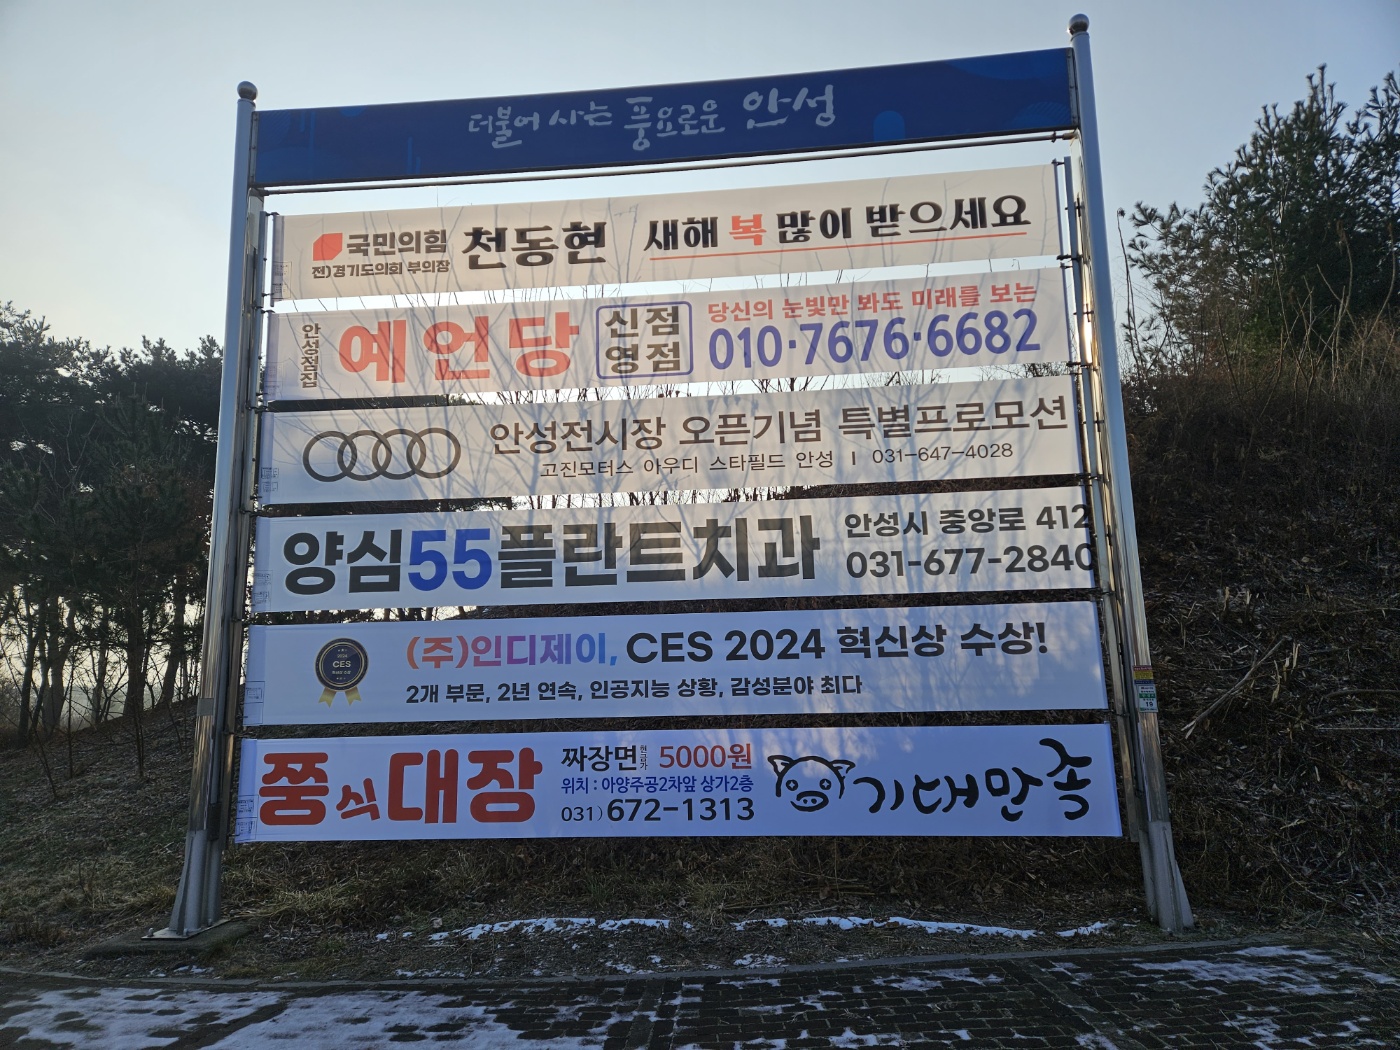 더불어 사는 풍요로운 안성
국민의힘
전)경기도의회 부의장
천동현 새해 복 많이 받으세요
안성점집
예언당
신점
영점
당신의 눈빛만 봐도 미래를 보는
010·7676·6682
안성전시장 오픈기념 특별프로모션
고진모터스 아우디 스타필드 안성 | 031-647-4028
양심55플란트치과
안성시 중앙로 412
031-677-2840
2024
CES
(주)인디제이, CES 2024 혁신상 수상!
2개 부문, 2년 연속, 인공지능 상황, 감성분야 최다
쭝식대장
짜장면 현금가 5000원
위치 : 아양주공2차앞 상가2층
031)672-1313
기대만족
19